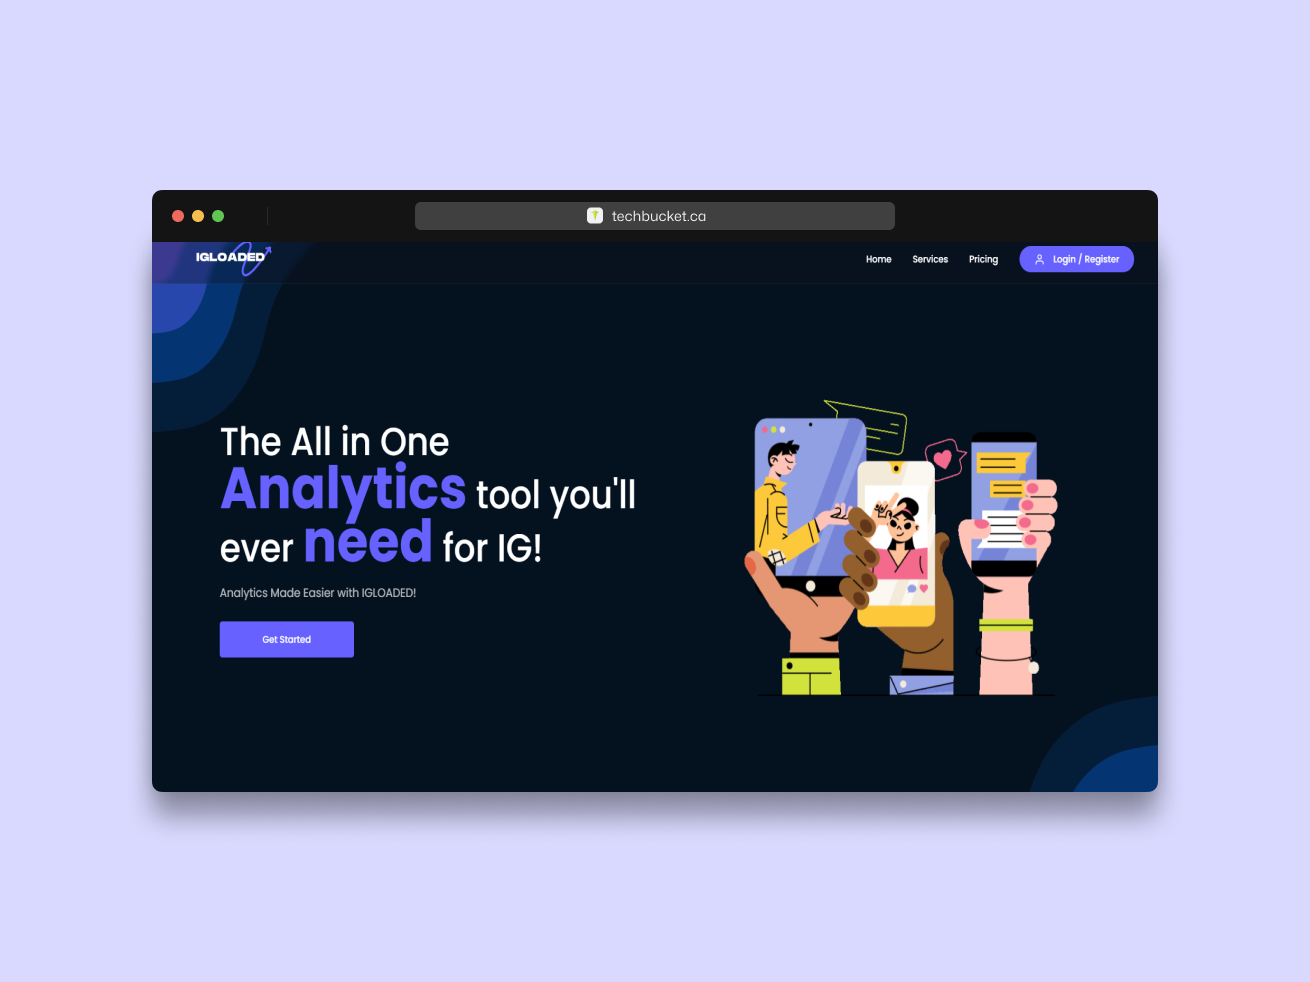 techbucket.ca
IGLOADED
Home Services Pricing Login / Register
The All in One
Analytics tool you'll
ever need for IG!
Analytics Made Easier with IGLOADED!
Get Started